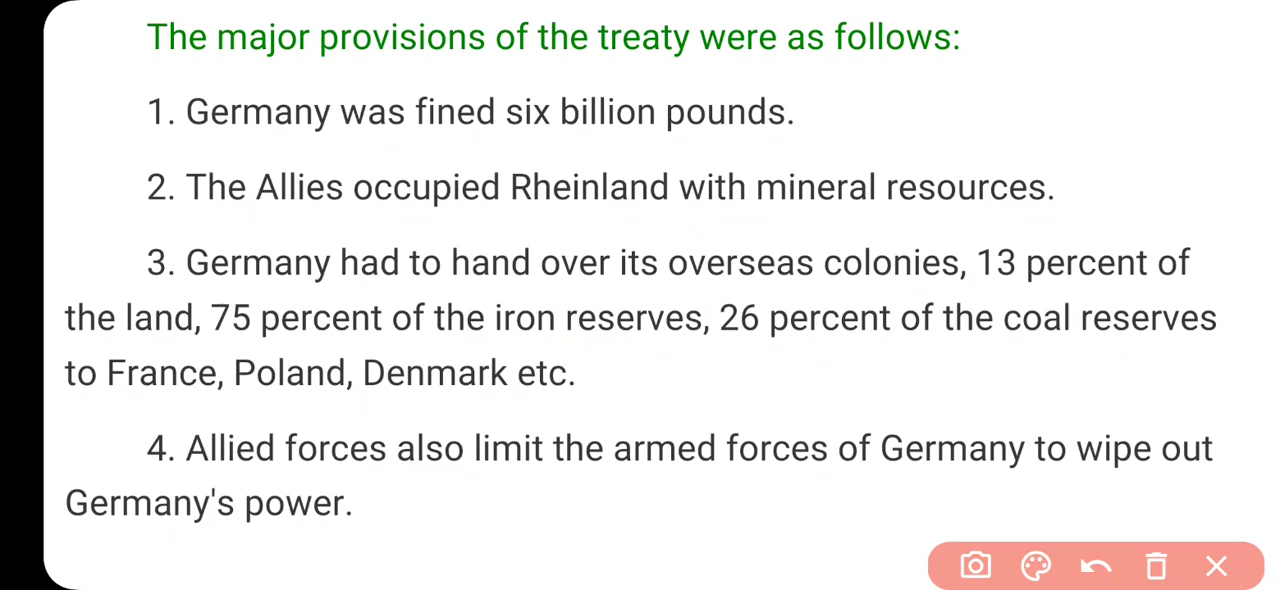 The major provisions of the treaty were as follows:
1. Germany was fined six billion pounds.
2. The Allies occupied Rheinland with mineral resources.
3. Germany had to hand over its overseas colonies, 13 percent of
the land, 75 percent of the iron reserves, 26 percent of the coal reserves
to France, Poland, Denmark etc.
4. Allied forces also limit the armed forces of Germany to wipe out
Germany's power.